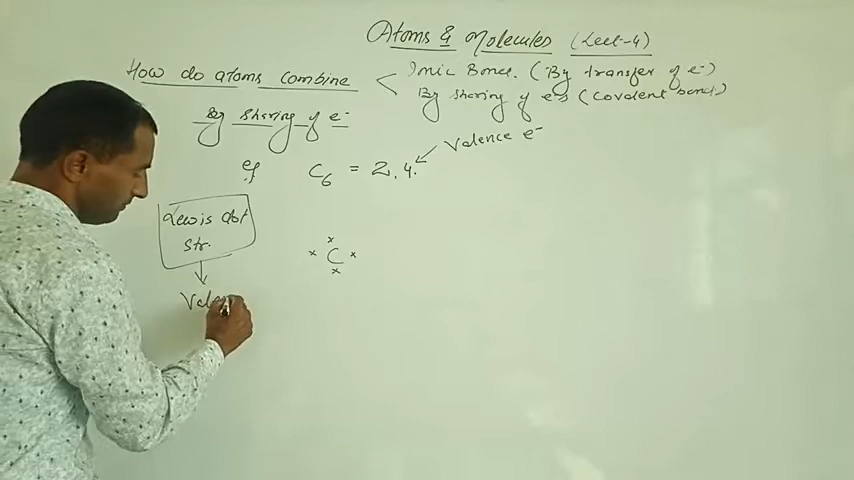 Atoms & Molecules (Lect-4)
How do atoms combine
Ionic Bond. (By transfer of e⁻)
By sharing of e⁻s (Covalent bond)
By sharing of e⁻
Valence e⁻
eg C₆ = 2,4.
Lewis dot
str.
x
x C x
x
Vale